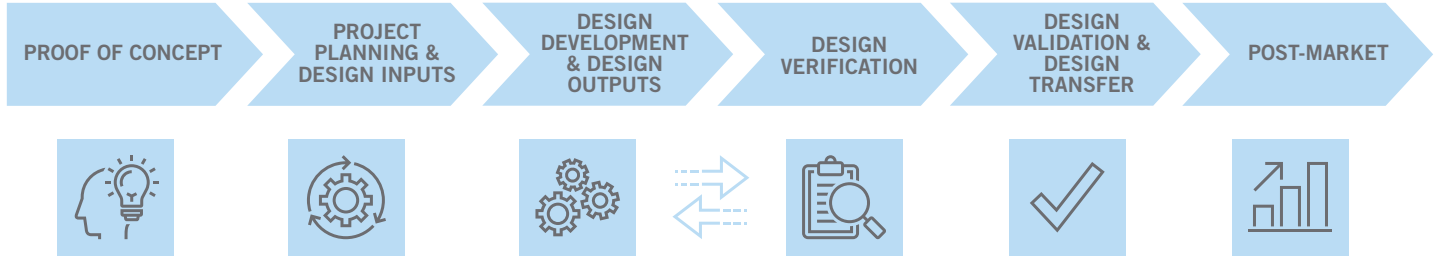 PROOF OF CONCEPT
PROJECT
PLANNING &
DESIGN INPUTS
DESIGN
DEVELOPMENT
& DESIGN
OUTPUTS
DESIGN
VERIFICATION
DESIGN
VALIDATION &
DESIGN
TRANSFER
POST-MARKET